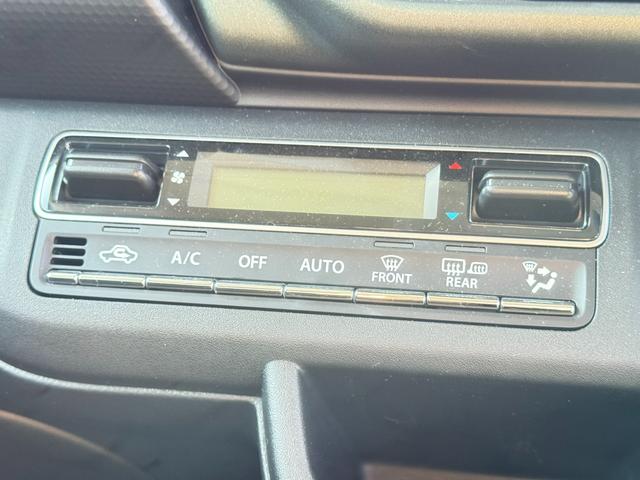 A/C OFF AUTO FRONT REAR